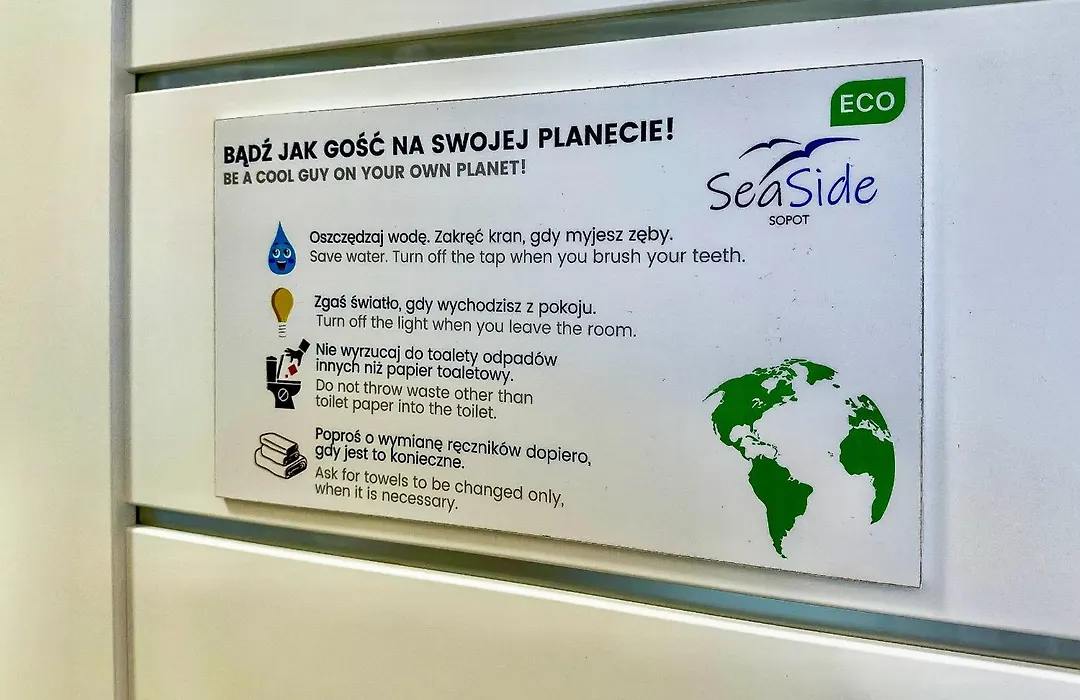 ECO
BĄDŹ JAK GOŚĆ NA SWOJEJ PLANECIE!
BE A COOL GUY ON YOUR OWN PLANET!
SeaSide
SOPOT
Oszczędzaj wodę. Zakręć kran, gdy myjesz zęby.
Save water. Turn off the tap when you brush your teeth.
Zgaś światło, gdy wychodzisz z pokoju.
Turn off the light when you leave the room.
Nie wyrzucaj do toalety odpadów
innych niż papier toaletowy.
Do not throw waste other than
toilet paper into the toilet.
Poproś o wymianę ręczników dopiero,
gdy jest to konieczne.
Ask for towels to be changed only,
when it is necessary.